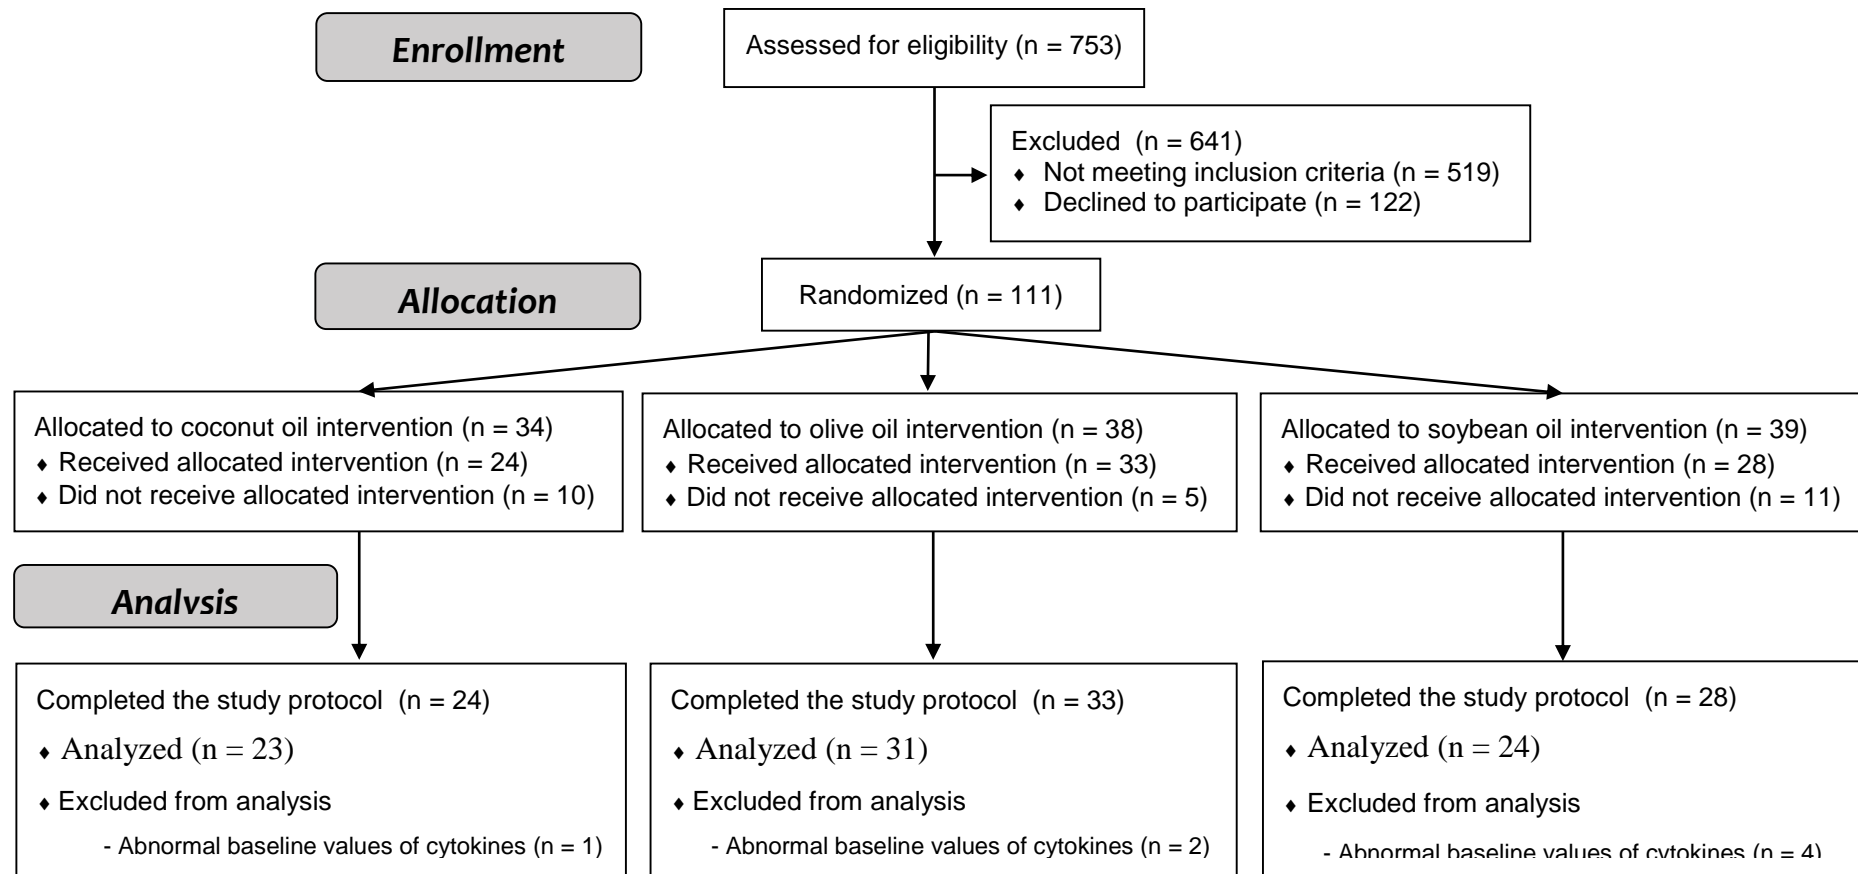 Enrollment
Assessed for eligibility (n = 753)
Excluded (n = 641)
♦ Not meeting inclusion criteria (n = 519)
♦ Declined to participate (n = 122)
Allocation
Randomized (n = 111)
Allocated to coconut oil intervention (n = 34)
♦ Received allocated intervention (n = 24)
♦ Did not receive allocated intervention (n = 10)
Allocated to olive oil intervention (n = 38)
♦ Received allocated intervention (n = 33)
♦ Did not receive allocated intervention (n = 5)
Allocated to soybean oil intervention (n = 39)
♦ Received allocated intervention (n = 28)
♦ Did not receive allocated intervention (n = 11)
Analysis
Completed the study protocol (n = 24)
♦ Analyzed (n = 23)
♦ Excluded from analysis
- Abnormal baseline values of cytokines (n = 1)
Completed the study protocol (n = 33)
♦ Analyzed (n = 31)
♦ Excluded from analysis
- Abnormal baseline values of cytokines (n = 2)
Completed the study protocol (n = 28)
♦ Analyzed (n = 24)
♦ Excluded from analysis
- Abnormal baseline values of cytokines (n = 4)